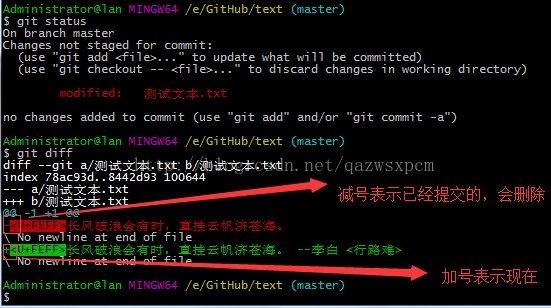 Administrator@lan MINGW64 /e/GitHub/text (master)
$ git status
On branch master
Changes not staged for commit:
  (use "git add <file>..." to update what will be committed)
  (use "git checkout -- <file>..." to discard changes in working directory)
        modified:   测试文本.txt
no changes added to commit (use "git add" and/or "git commit -a")
Administrator@lan MINGW64 /e/GitHub/text (master)
$ git diff
diff --git a/测试文本.txt b/测试文本.txt
index 78ac93d..8442d93 100644
--- a/测试文本.txt
+++ b/测试文本.txt
@@ -1 +1 @@
-<U+FEFF>长风破浪会有时，直挂云帆济苍海。
\ No newline at end of file
+<U+FEFF>长风破浪会有时，直挂云帆济苍海。 --李白 <行路难>
\ No newline at end of file
Administrator@lan MINGW64 /e/GitHub/text (master)
$
减号表示已经提交的，会删除
加号表示现在